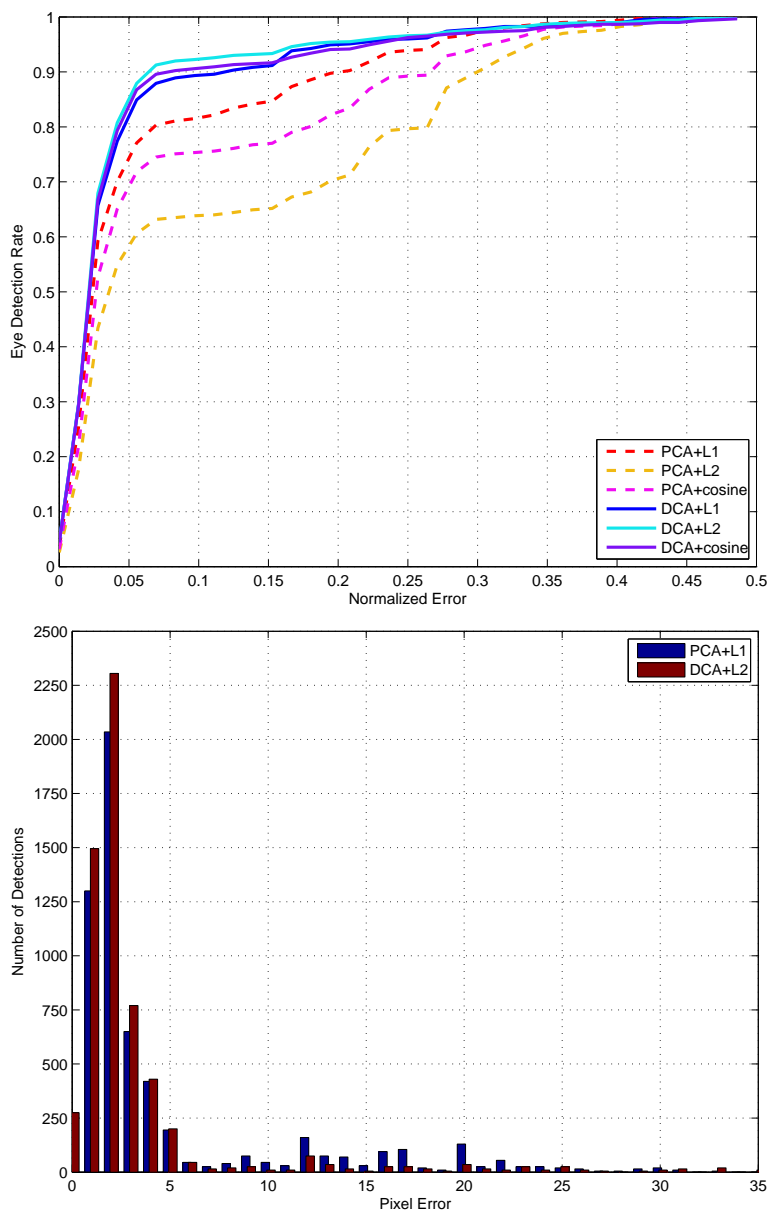 1
0.9
0.8
0.7
0.6
0.5
0.4
0.3
0.2
0.1
0
Eye Detection Rate
PCA+L1
PCA+L2
PCA+cosine
DCA+L1
DCA+L2
DCA+cosine
0 0.05 0.1 0.15 0.2 0.25 0.3 0.35 0.4 0.45 0.5
Normalized Error
2500
2250
2000
1750
1500
1250
1000
750
500
250
0
Number of Detections
PCA+L1
DCA+L2
0 5 10 15 20 25 30 35
Pixel Error